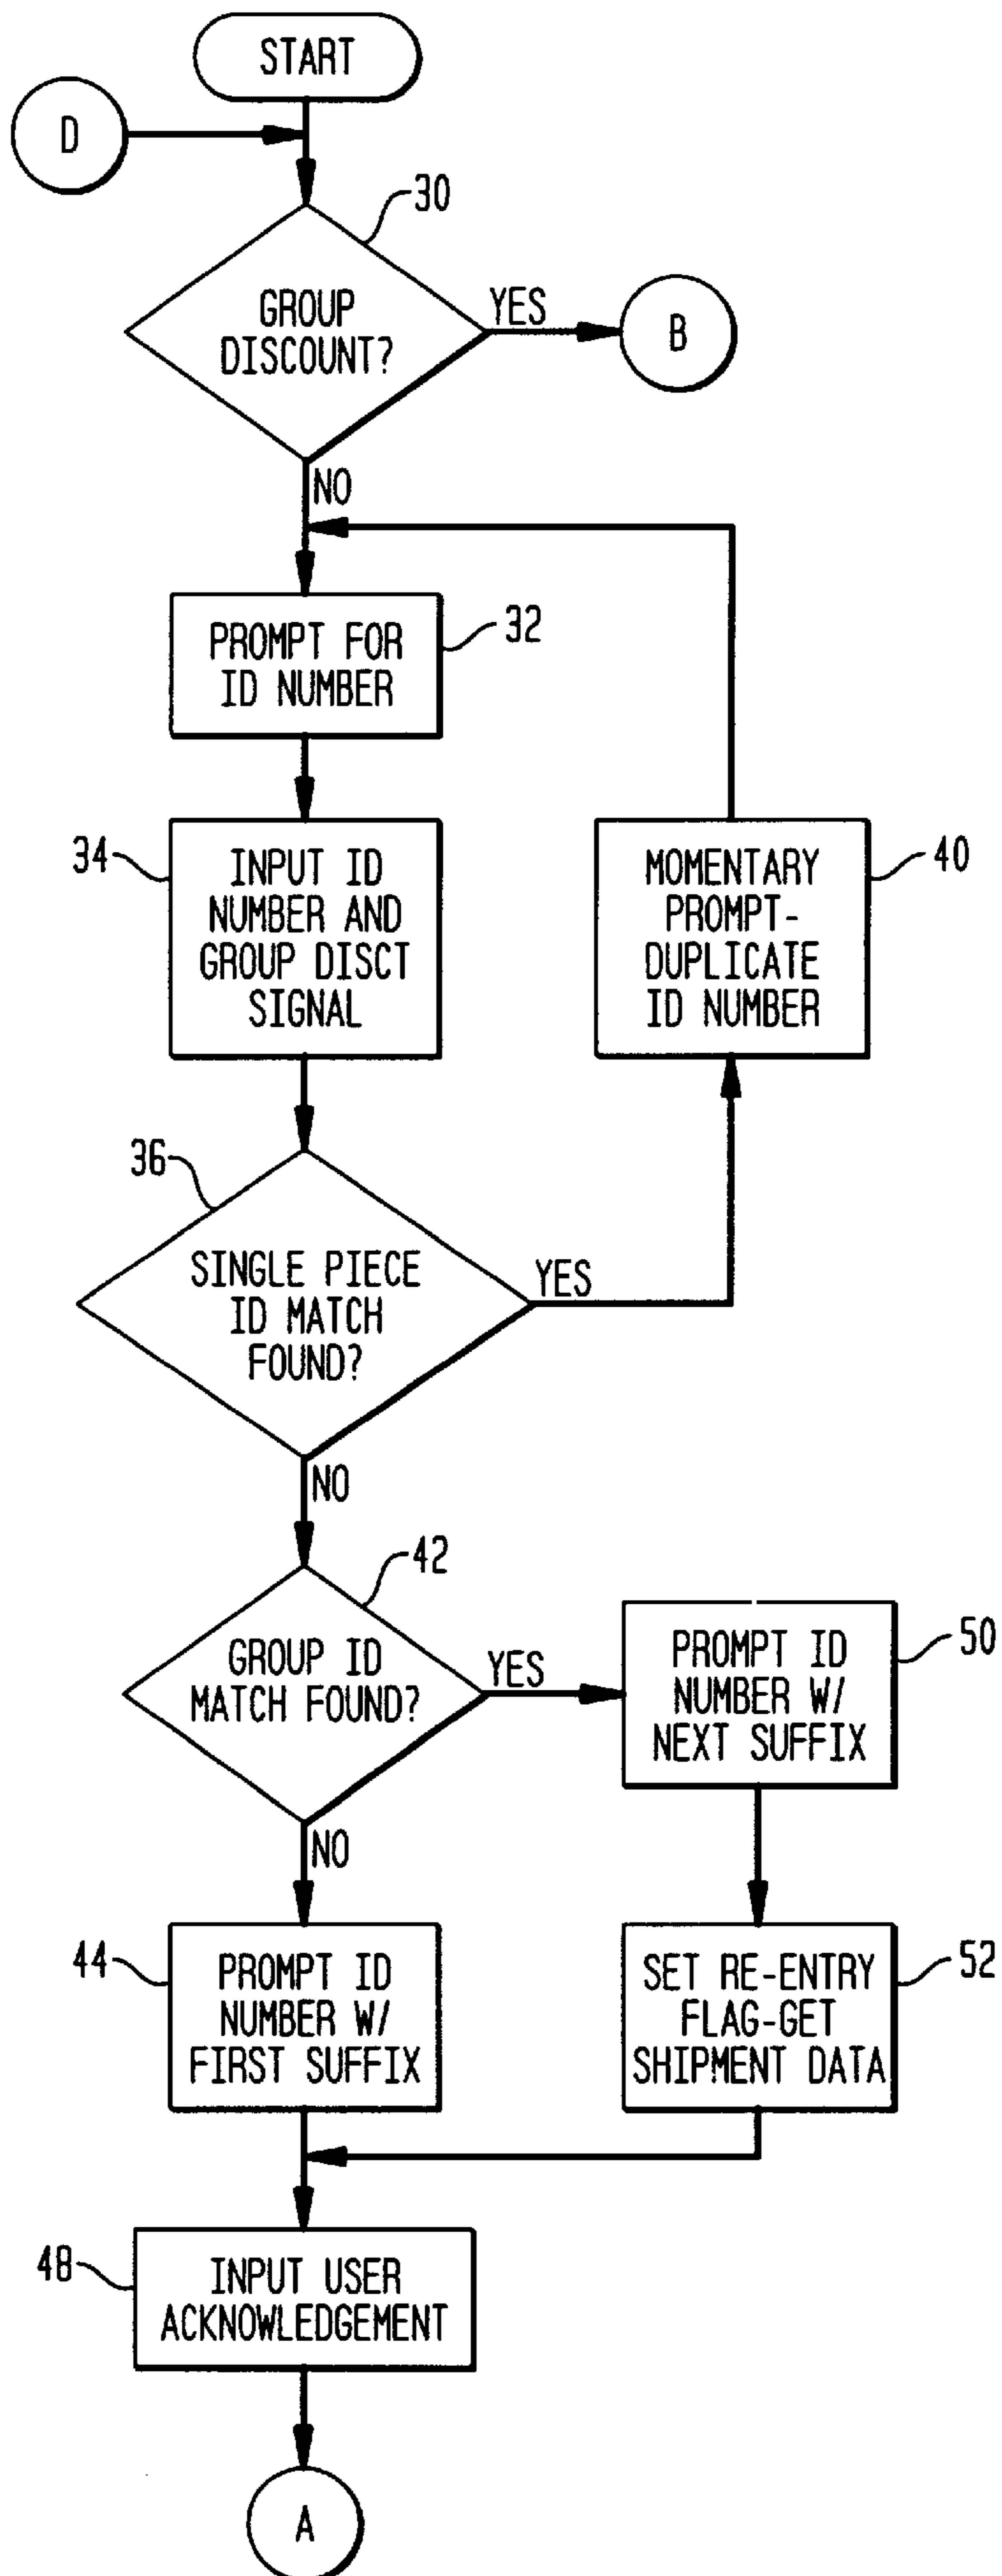 START
D
30
GROUP
DISCOUNT?
YES
B
NO
PROMPT FOR
ID NUMBER
32
34
INPUT ID
NUMBER AND
GROUP DISCT
SIGNAL
MOMENTARY
PROMPT-
DUPLICATE
ID NUMBER
40
36
SINGLE PIECE
ID MATCH
FOUND?
YES
NO
42
GROUP ID
MATCH FOUND?
YES
PROMPT ID
NUMBER W/
NEXT SUFFIX
50
NO
44
PROMPT ID
NUMBER W/
FIRST SUFFIX
SET RE-ENTRY
FLAG-GET
SHIPMENT DATA
52
48
INPUT USER
ACKNOWLEDGEMENT
A